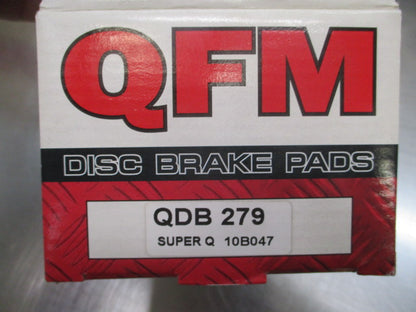 QFM
DISC BRAKE PADS
QDB 279
SUPER Q 10B047